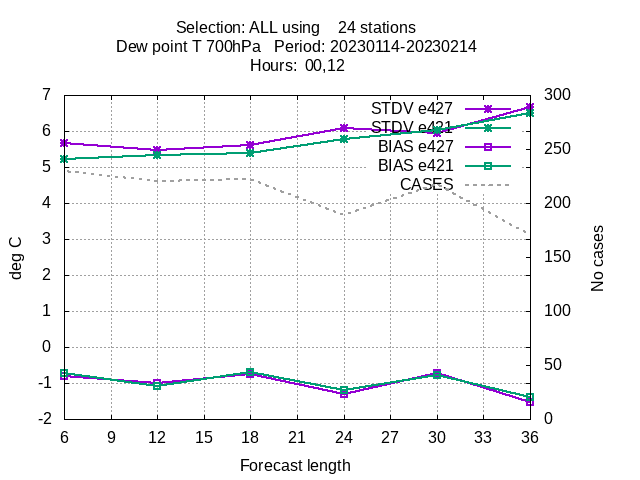 Selection: ALL using    24 stations
Dew point T 700hPa   Period: 20230114-20230214
Hours:  00,12
7 300
STDV e427
6 STDV e421
250
BIAS e427
5 BIAS e421
CASES
4 200
3
deg C
150
No cases
2
1 100
0
50
-1
-2 0
6 9 12 15 18 21 24 27 30 33 36
Forecast length